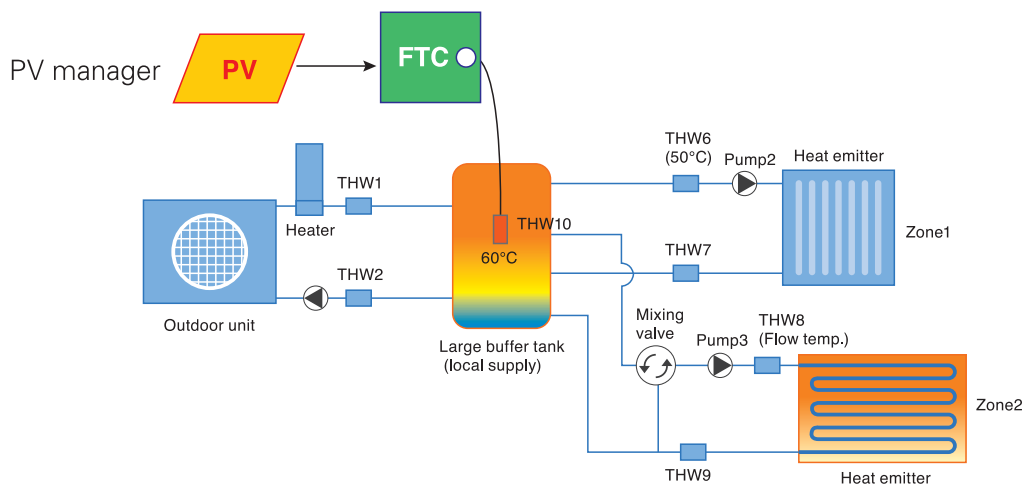 PV manager
PV
FTC
THW6
(50°C)
Pump2
Heat emitter
THW1
Heater
THW10
60°C
Zone1
THW2
THW7
Outdoor unit
Large buffer tank
(local supply)
Mixing
valve
Pump3
THW8
(Flow temp.)
Zone2
THW9
Heat emitter